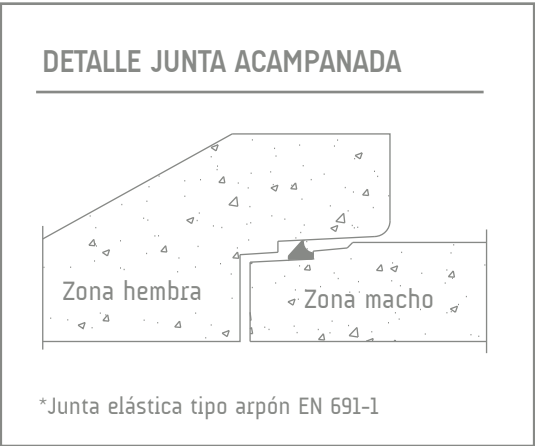 DETALLE JUNTA ACAMPANADA
Zona hembra
Zona macho
*Junta elástica tipo arpón EN 691-1